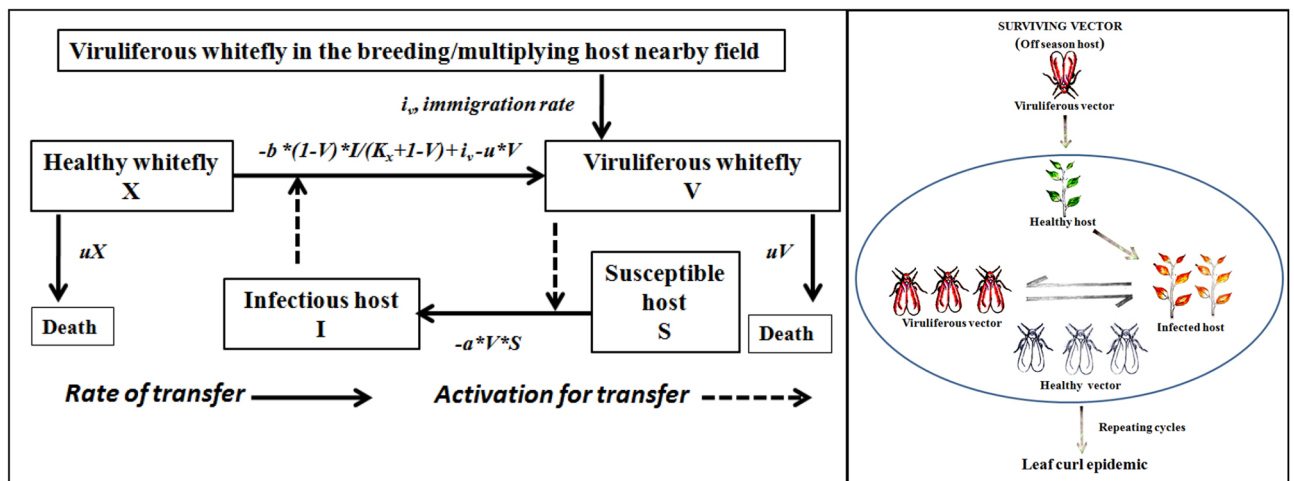 Viruliferous whitefly in the breeding/multiplying host nearby field
iv, immigration rate
-b *(1-V)*I/(Kx+1-V)+ iv-u*V
Healthy whitefly
X
Viruliferous whitefly
V
uX
uV
Infectious host
I
Susceptible
host
S
Death
Death
-a*V*S
Rate of transfer
Activation for transfer
SURVIVING VECTOR
(Off season host)
Viruliferous vector
Healthy host
Viruliferous vector
Infected host
Healthy vector
Repeating cycles
Leaf curl epidemic